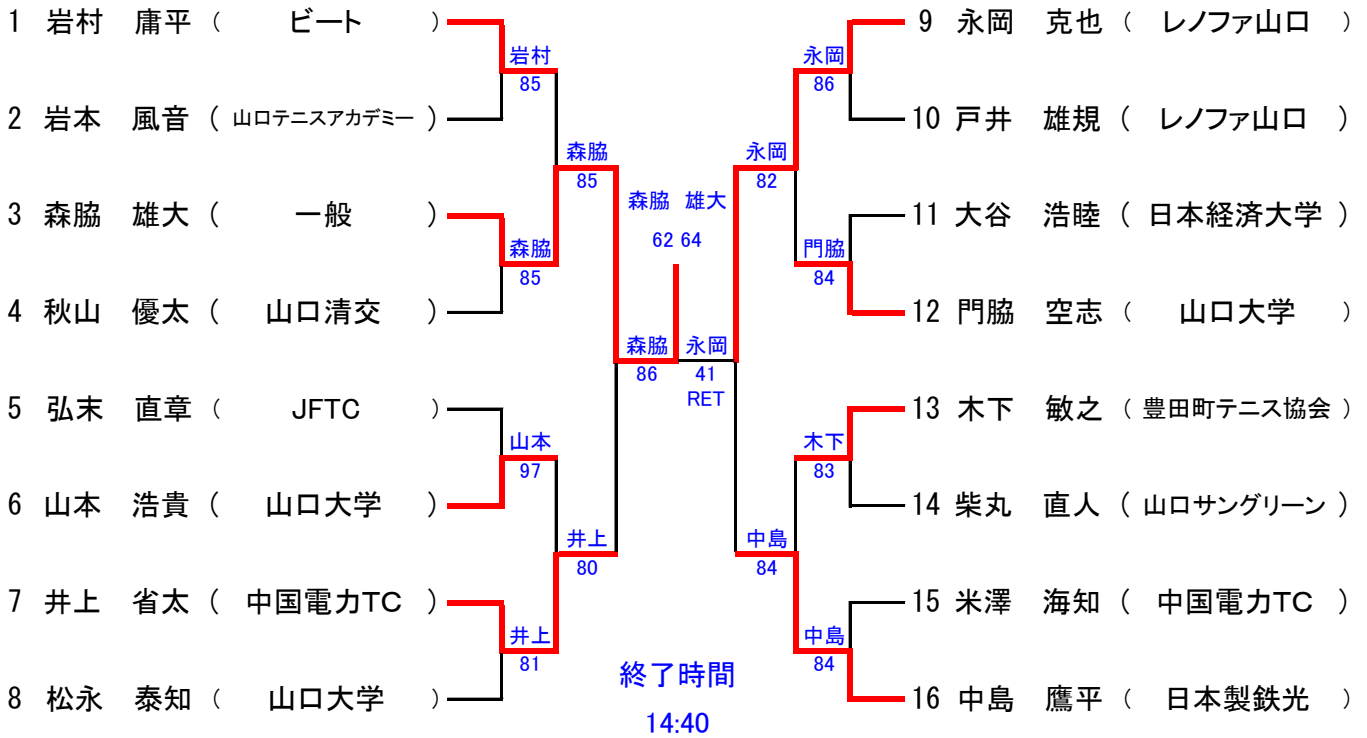 1 岩村 庸平 ( ビート )
岩村
85
2 岩本 風音 ( 山口テニスアカデミー )
森脇
85
3 森脇 雄大 ( 一般 )
森脇
85
4 秋山 優太 ( 山口清交 )
森脇
86
5 弘末 直章 ( JFTC )
山本
97
6 山本 浩貴 ( 山口大学 )
井上
80
7 井上 省太 ( 中国電力TC )
井上
81
8 松永 泰知 ( 山口大学 )
森脇 雄大
62 64
永岡
41
RET
終了時間
14:40
9 永岡 克也 ( レノファ山口 )
永岡
86
10 戸井 雄規 ( レノファ山口 )
永岡
82
11 大谷 浩睦 ( 日本経済大学 )
門脇
84
12 門脇 空志 ( 山口大学 )
13 木下 敏之 ( 豊田町テニス協会 )
木下
83
14 柴丸 直人 ( 山口サングリーン )
中島
84
15 米澤 海知 ( 中国電力TC )
中島
84
16 中島 鷹平 ( 日本製鉄光 )